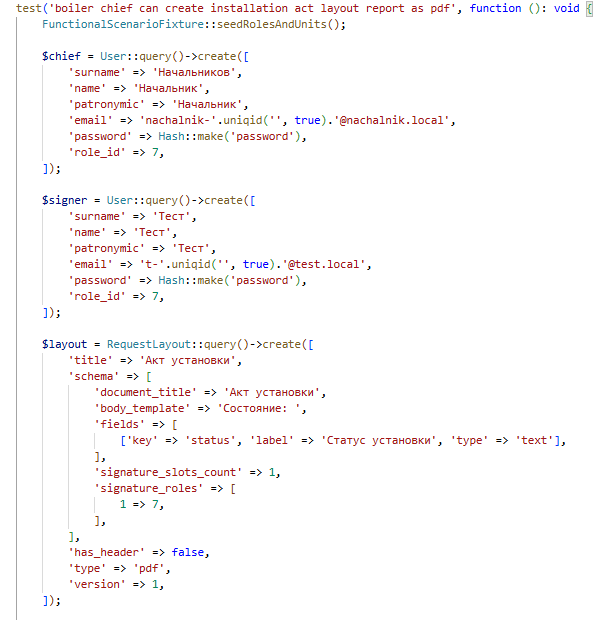 test('boiler chief can create installation act layout report as pdf', function (): void {
    FunctionalScenarioFixture::seedRolesAndUnits();

    $chief = User::query()->create([
        'surname' => 'Начальников',
        'name' => 'Начальник',
        'patronymic' => 'Начальник',
        'email' => 'nachalnik-'.uniqid('', true).'@nachalnik.local',
        'password' => Hash::make('password'),
        'role_id' => 7,
    ]);

    $signer = User::query()->create([
        'surname' => 'Тест',
        'name' => 'Тест',
        'patronymic' => 'Тест',
        'email' => 't-'.uniqid('', true).'@test.local',
        'password' => Hash::make('password'),
        'role_id' => 7,
    ]);

    $layout = RequestLayout::query()->create([
        'title' => 'Акт установки',
        'schema' => [
            'document_title' => 'Акт установки',
            'body_template' => 'Состояние: ',
            'fields' => [
                ['key' => 'status', 'label' => 'Статус установки', 'type' => 'text'],
            ],
            'signature_slots_count' => 1,
            'signature_roles' => [
                1 => 7,
            ],
        ],
        'has_header' => false,
        'type' => 'pdf',
        'version' => 1,
    ]);